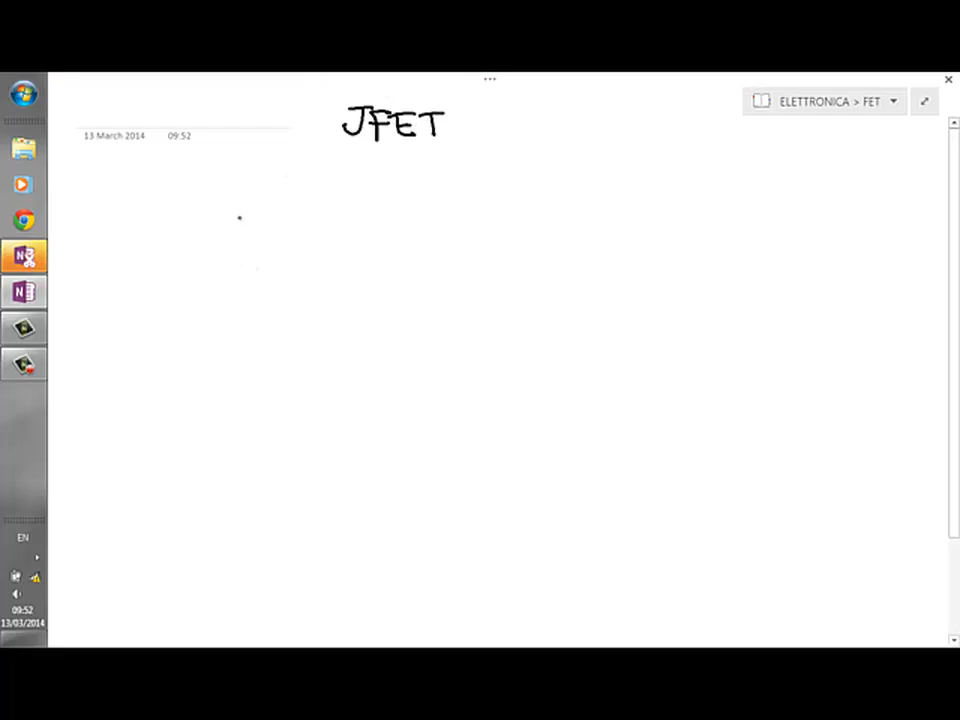 ...
ELETTRONICA > FET
JFET
13 March 2014 09:52
EN
09:52
13/03/2014